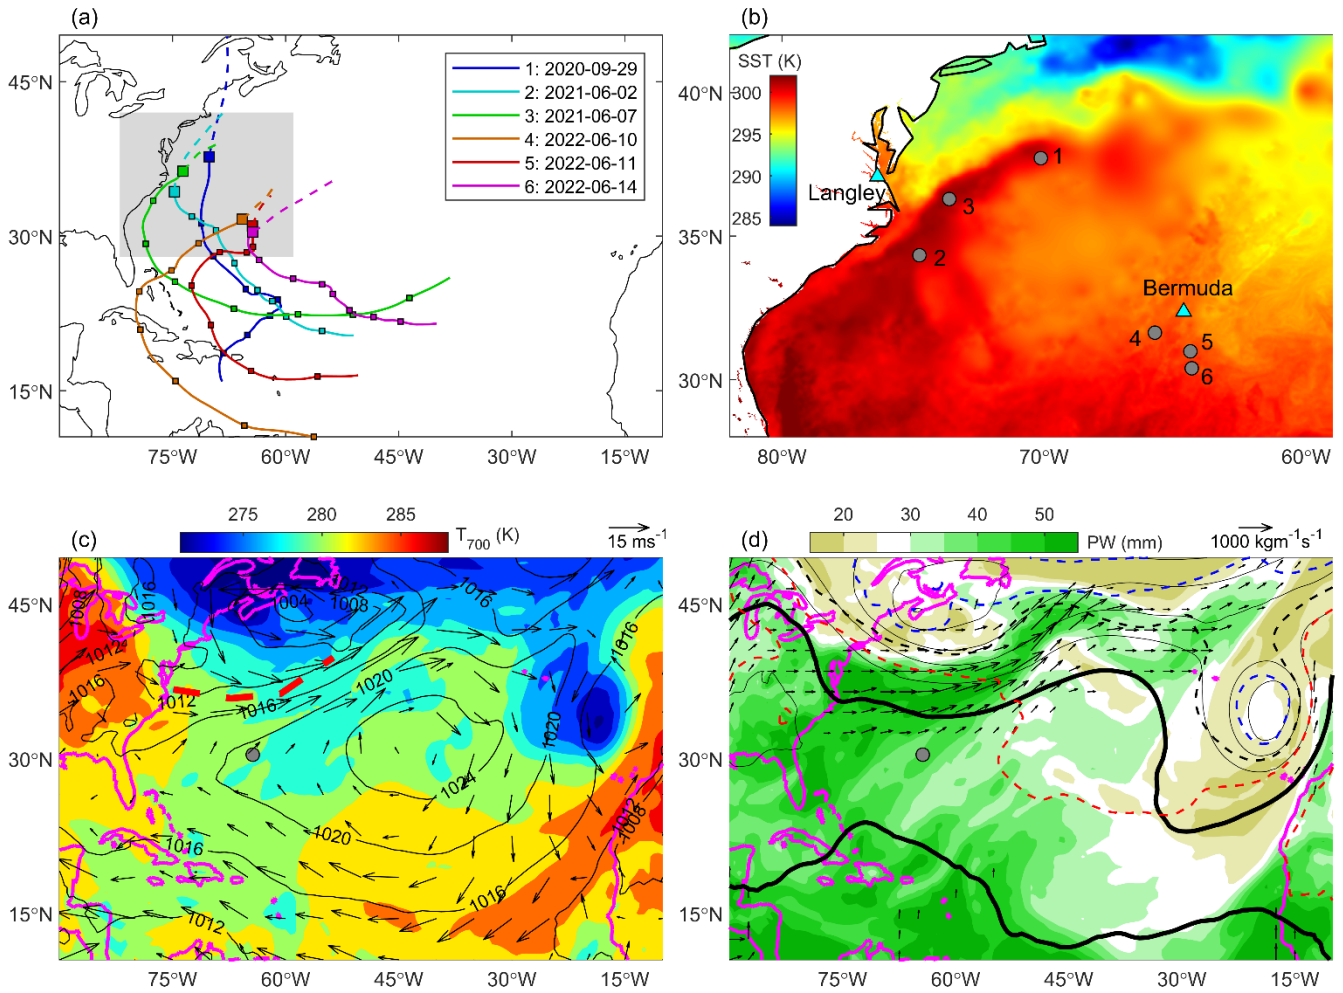 (a)
45°N
30°N
15°N
75°W
60°W
45°W
30°W
15°W
1: 2020-09-29
2: 2021-06-02
3: 2021-06-07
4: 2022-06-10
5: 2022-06-11
6: 2022-06-14
(b)
SST (K)
300
295
290
285
40°N
35°N
30°N
80°W
70°W
60°W
Langley
Bermuda
1
3
2
4
5
6
(c)
275
280
285
T700 (K)
15 ms-1
45°N
30°N
15°N
75°W
60°W
45°W
30°W
15°W
1008
1016
1016
1004
1008
1016
1016
1012
1016
1012
1016
1020
1020
1024
1020
1016
1016
1012
1012
1008
(d)
20
30
40
50
PW (mm)
1000 kgm-1s-1
45°N
30°N
15°N
75°W
60°W
45°W
30°W
15°W